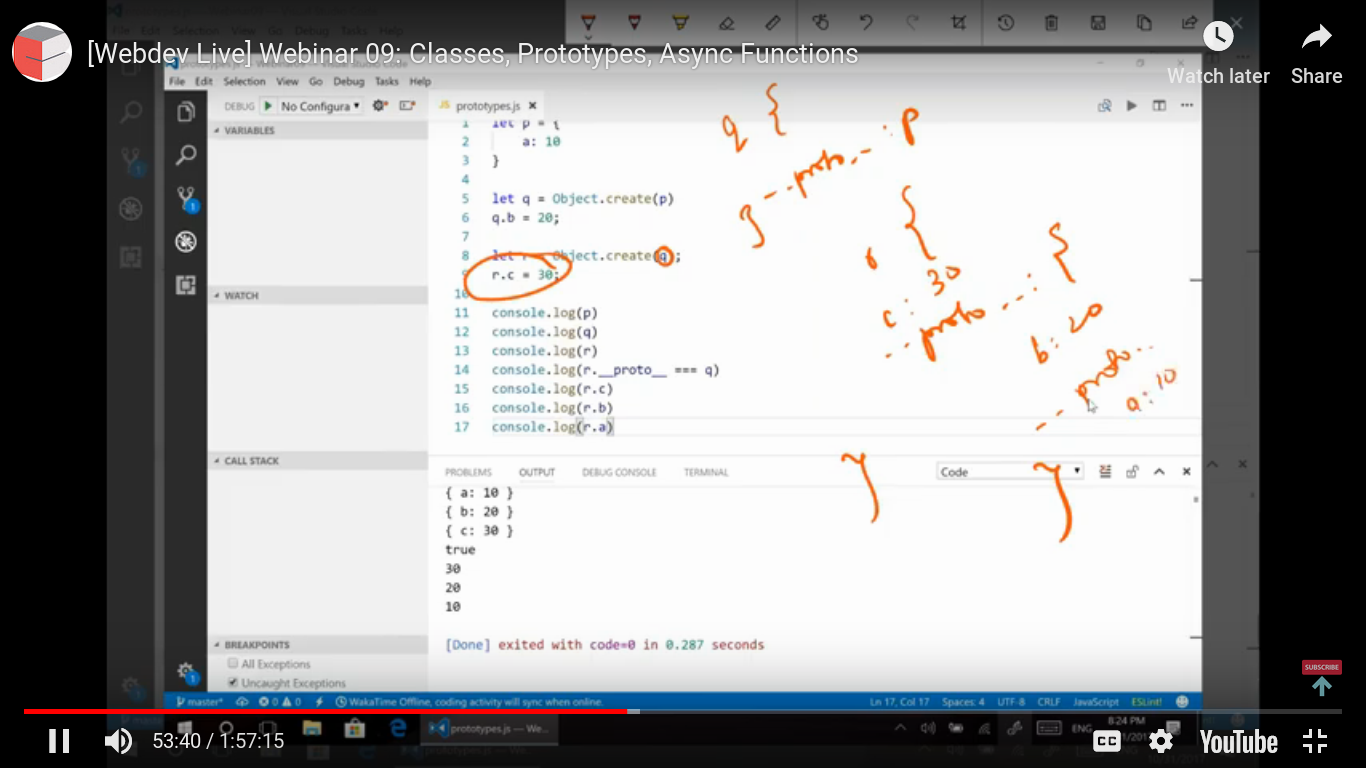 [Webdev Live] Webinar 09: Classes, Prototypes, Async Functions
Watch later
Share
File Edit Selection View Go Debug Tasks Help
DEBUG No Configura
prototypes.js
VARIABLES
WATCH
CALL STACK
BREAKPOINTS
All Exceptions
Uncaught Exceptions
1 let p = {
2 a: 10
3 }
4
5 let q = Object.create(p)
6 q.b = 20;
7
8 let r = Object.create(q);
9 r.c = 30;
10
11 console.log(p)
12 console.log(q)
13 console.log(r)
14 console.log(r.__proto__ === q)
15 console.log(r.c)
16 console.log(r.b)
17 console.log(r.a)
q {
--proto-- : p
}
r {
c: 30
--proto-- : {
b: 20
--proto--
a: 10
}
}
PROBLEMS OUTPUT DEBUG CONSOLE TERMINAL
Code
{ a: 10 }
{ b: 20 }
{ c: 30 }
true
30
20
10
[Done] exited with code=0 in 0.287 seconds
master* 0 0 WakaTime Offline, coding activity will sync when online.
Ln 17, Col 17 Spaces: 4 UTF-8 CRLF JavaScript ESLint!
prototypes.js — We...
ENG
8:24 PM
SUBSCRIBE
53:40 / 1:57:15
CC
YouTube